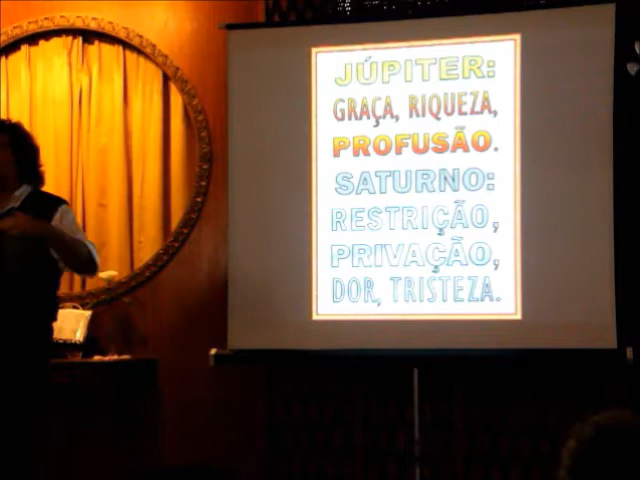 JÚPITER:
GRAÇA, RIQUEZA,
PROFUSÃO.
SATURNO:
RESTRIÇÃO,
PRIVAÇÃO,
DOR, TRISTEZA.